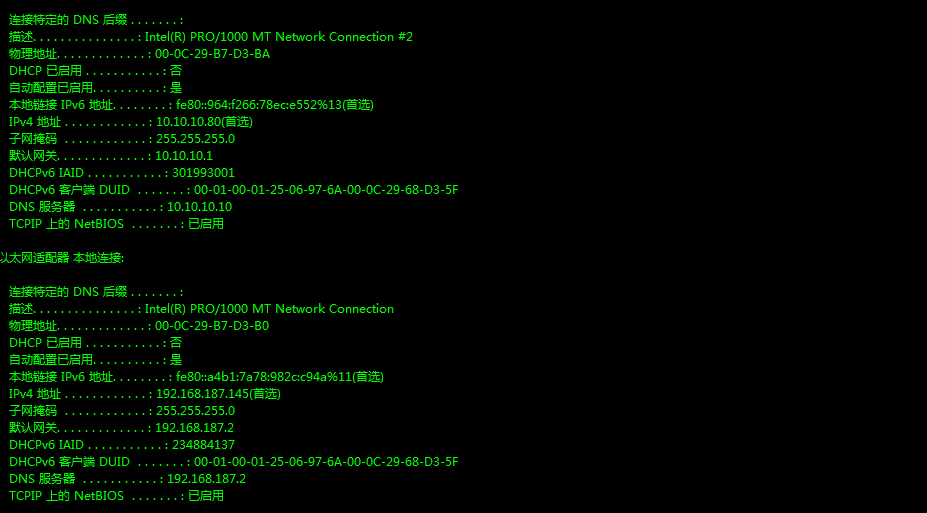 连接特定的 DNS 后缀 . . . . . . . :
描述. . . . . . . . . . . . . . . : Intel(R) PRO/1000 MT Network Connection #2
物理地址. . . . . . . . . . . . . : 00-0C-29-B7-D3-BA
DHCP 已启用 . . . . . . . . . . . : 否
自动配置已启用. . . . . . . . . . : 是
本地链接 IPv6 地址. . . . . . . . : fe80::964:f266:78ec:e552%13(首选)
IPv4 地址 . . . . . . . . . . . . : 10.10.10.80(首选)
子网掩码 . . . . . . . . . . . . : 255.255.255.0
默认网关. . . . . . . . . . . . . : 10.10.10.1
DHCPv6 IAID . . . . . . . . . . . : 301993001
DHCPv6 客户端 DUID . . . . . . . : 00-01-00-01-25-06-97-6A-00-0C-29-68-D3-5F
DNS 服务器 . . . . . . . . . . . : 10.10.10.10
TCPIP 上的 NetBIOS . . . . . . . : 已启用
以太网适配器 本地连接:
连接特定的 DNS 后缀 . . . . . . . :
描述. . . . . . . . . . . . . . . : Intel(R) PRO/1000 MT Network Connection
物理地址. . . . . . . . . . . . . : 00-0C-29-B7-D3-B0
DHCP 已启用 . . . . . . . . . . . : 否
自动配置已启用. . . . . . . . . . : 是
本地链接 IPv6 地址. . . . . . . . : fe80::a4b1:7a78:982c:c94a%11(首选)
IPv4 地址 . . . . . . . . . . . . : 192.168.187.145(首选)
子网掩码 . . . . . . . . . . . . : 255.255.255.0
默认网关. . . . . . . . . . . . . : 192.168.187.2
DHCPv6 IAID . . . . . . . . . . . : 234884137
DHCPv6 客户端 DUID . . . . . . . : 00-01-00-01-25-06-97-6A-00-0C-29-68-D3-5F
DNS 服务器 . . . . . . . . . . . : 192.168.187.2
TCPIP 上的 NetBIOS . . . . . . . : 已启用